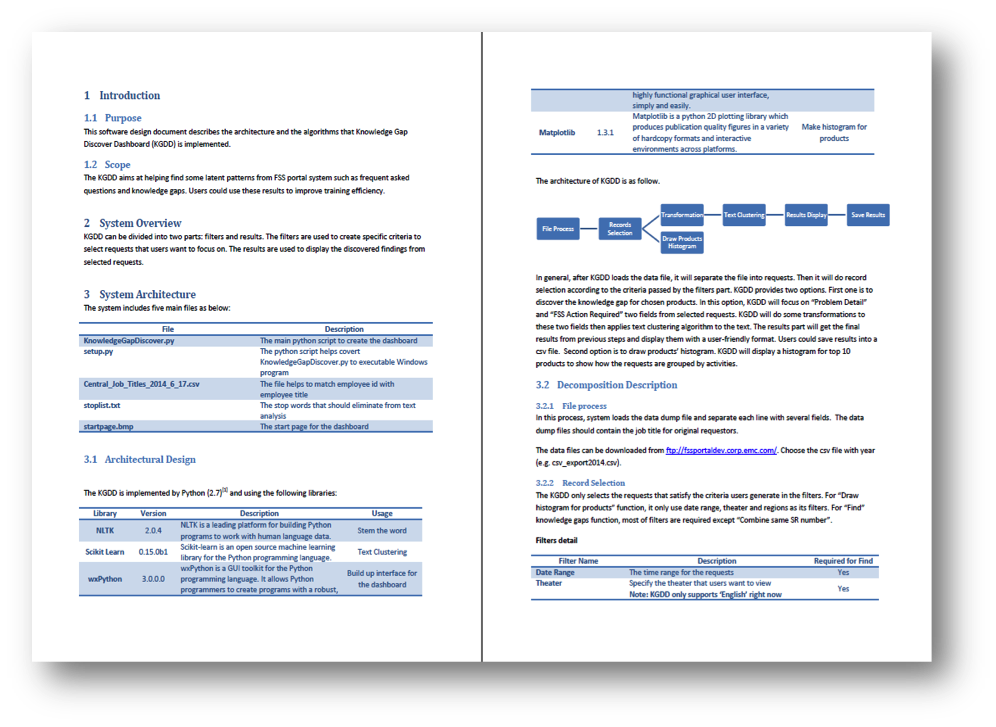 1 Introduction
1.1 Purpose
This software design document describes the architecture and the algorithms that Knowledge Gap
Discover Dashboard (KGDD) is implemented.
1.2 Scope
The KGDD aims at helping find some latent patterns from FSS portal system such as frequent asked
questions and knowledge gaps. Users could use these results to improve training efficiency.
2 System Overview
KGDD can be divided into two parts: filters and results. The filters are used to create specific criteria to
select requests that users want to focus on. The results are used to display the discovered findings from
selected requests.
3 System Architecture
The system includes five main files as below:
File Description
KnowledgeGapDiscover.py The main python script to create the dashboard
setup.py The python script helps covert
KnowledgeGapDiscover.py to executable Windows
program
Central_Job_Titles_2014_6_17.csv The file helps to match employee id with
employee title
stoplist.txt The stop words that should eliminate from text
analysis
startpage.bmp The start page for the dashboard
3.1 Architectural Design
The KGDD is implemented by Python (2.7)[1] and using the following libraries:
Library Version Description Usage
NLTK 2.0.4 NLTK is a leading platform for building Python
programs to work with human language data. Stem the word
Scikit Learn 0.15.0b1 Scikit-learn is an open source machine learning
library for the Python programming language. Text Clustering
wxPython 3.0.0.0 wxPython is a GUI toolkit for the Python
programming language. It allows Python
programmers to create programs with a robust, Build up interface for
the dashboard
highly functional graphical user interface,
simply and easily.
Matplotlib 1.3.1 Matplotlib is a python 2D plotting library which
produces publication quality figures in a variety
of hardcopy formats and interactive
environments across platforms. Make histogram for
products
The architecture of KGDD is as follow.
File Process
Records
Selection
Transformation
Text Clustering
Results Display
Save Results
Draw Products
Histogram
In general, after KGDD loads the data file, it will separate the file into requests. Then it will do record
selection according to the criteria passed by the filters part. KGDD provides two options. First one is to
discover the knowledge gap for chosen products. In this option, KGDD will focus on “Problem Detail”
and “FSS Action Required” two fields from selected requests. KGDD will do some transformations to
these two fields then applies text clustering algorithm to the text. The results part will get the final
results from previous steps and display them with a user-friendly format. Users could save results into a
csv file. Second option is to draw products’ histogram. KGDD will display a histogram for top 10
products to show how the requests are grouped by activities.
3.2 Decomposition Description
3.2.1 File process
In this process, system loads the data dump file and separate each line with several fields. The data
dump files should contain the job title for original requestors.
The data files can be downloaded from ftp://fssportaldev.corp.emc.com/. Choose the csv file with year
(e.g. csv_export2014.csv).
3.2.2 Record Selection
The KGDD only selects the requests that satisfy the criteria users generate in the filters. For “Draw
histogram for products” function, it only use date range, theater and regions as its filters. For “Find”
knowledge gaps function, most of filters are required except “Combine same SR number”.
Filters detail
Filter Name Description Required for Find
Date Range The time range for the requests Yes
Theater Specify the theater that users want to view
Note: KGDD only supports ‘English’ right now Yes